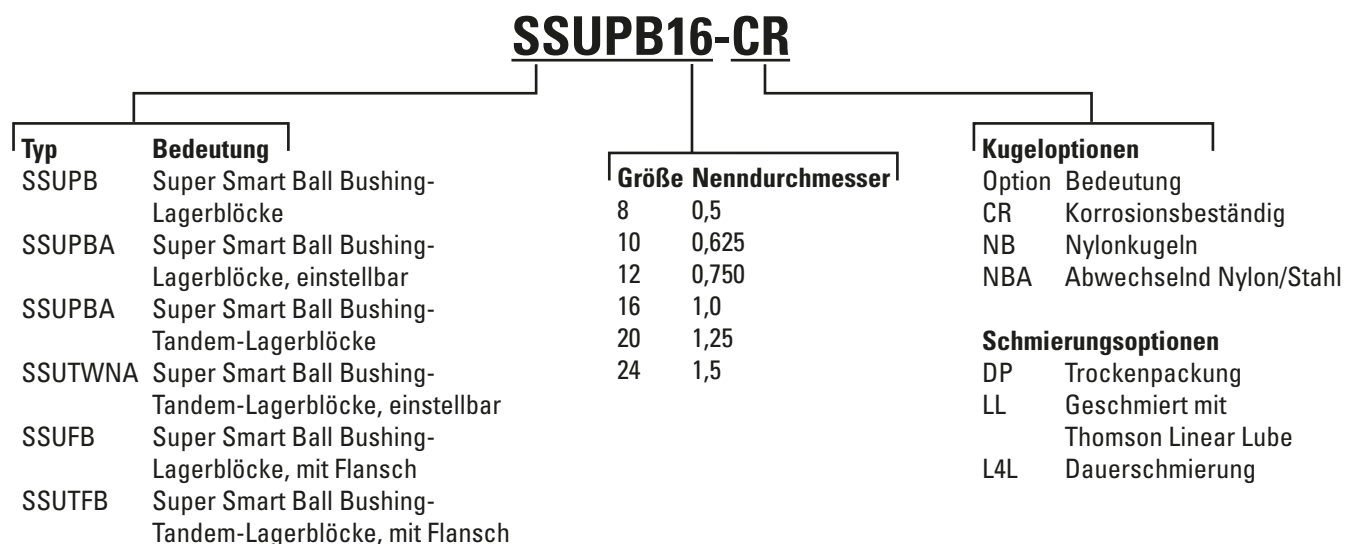 SSUPB16-CR
Typ Bedeutung
SSUPB Super Smart Ball Bushing-
Lagerblöcke
SSUPBA Super Smart Ball Bushing-
Lagerblöcke, einstellbar
SSUPBA Super Smart Ball Bushing-
Tandem-Lagerblöcke
SSUTWNA Super Smart Ball Bushing-
Tandem-Lagerblöcke, einstellbar
SSUFB Super Smart Ball Bushing-
Lagerblöcke, mit Flansch
SSUTFB Super Smart Ball Bushing-
Tandem-Lagerblöcke, mit Flansch
Größe Nenndurchmesser
8 0,5
10 0,625
12 0,750
16 1,0
20 1,25
24 1,5
Kugeloptionen
Option Bedeutung
CR Korrosionsbeständig
NB Nylonkugeln
NBA Abwechselnd Nylon/Stahl
Schmierungsoptionen
DP Trockenpackung
LL Geschmiert mit
Thomson Linear Lube
L4L Dauerschmierung